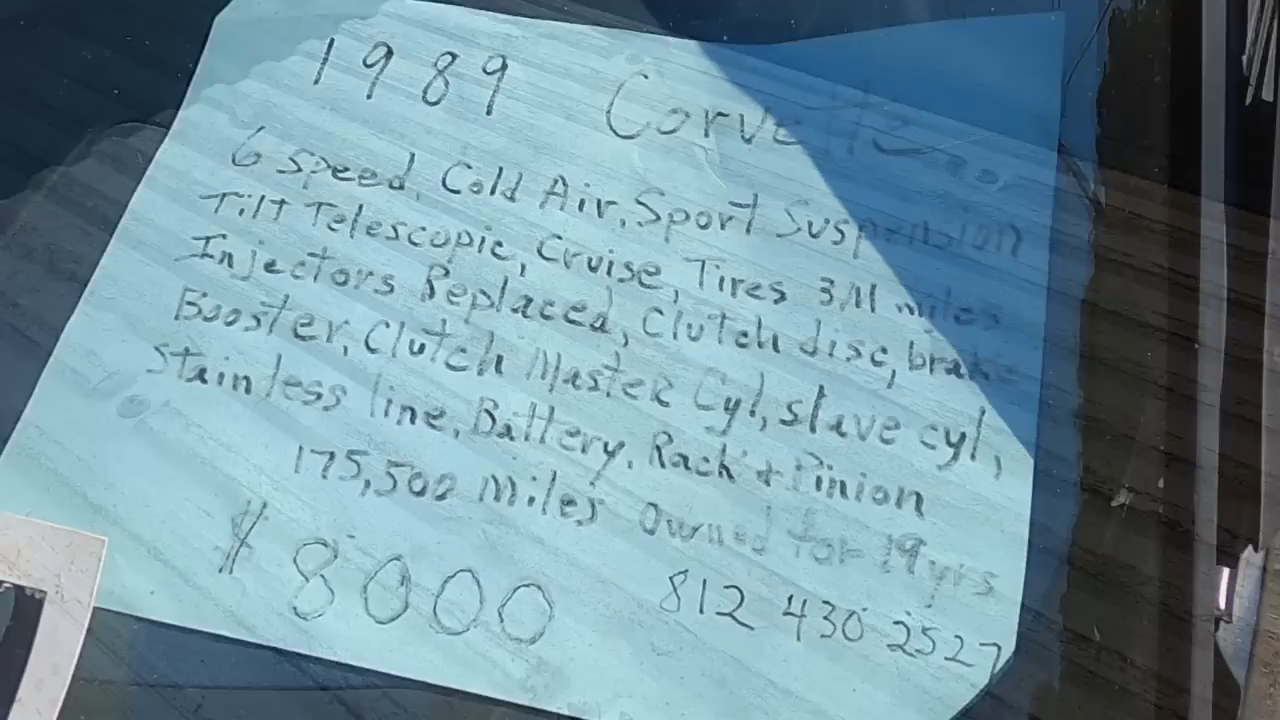 1989 Corvette
6 speed, Cold Air, Sport Suspension
Tilt Telescopic, Cruise, Tires 3,11 miles
Injectors Replaced, Clutch disc, brake
Booster, Clutch Master Cyl, slave cyl,
stainless line, Battery, Rack + Pinion
175,500 Miles Owned for 19yrs
$8000 812 430 2527